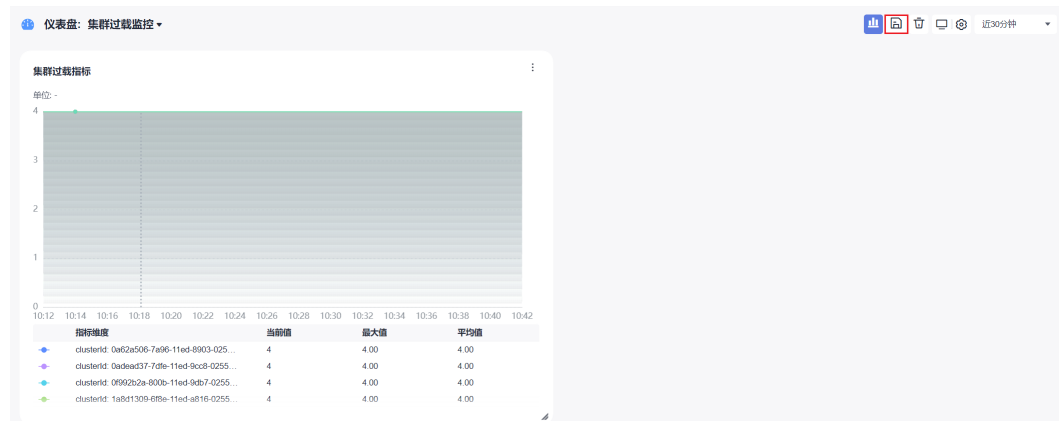 仪表盘: 集群过载监控
近30分钟
集群过载指标
单位: -
4
3
2
1
0
10:12 10:14 10:16 10:18 10:20 10:22 10:24 10:26 10:28 10:30 10:32 10:34 10:36 10:38 10:40 10:42
指标维度 当前值 最大值 平均值
clusterId: 0a62a506-7a96-11ed-8903-025... 4 4.00 4.00
clusterId: 0adead37-7dfe-11ed-9cc8-0255... 4 4.00 4.00
clusterId: 0f992b2a-800b-11ed-9db7-0255... 4 4.00 4.00
clusterId: 1a8d1309-6f8e-11ed-a816-0255... 4 4.00 4.00